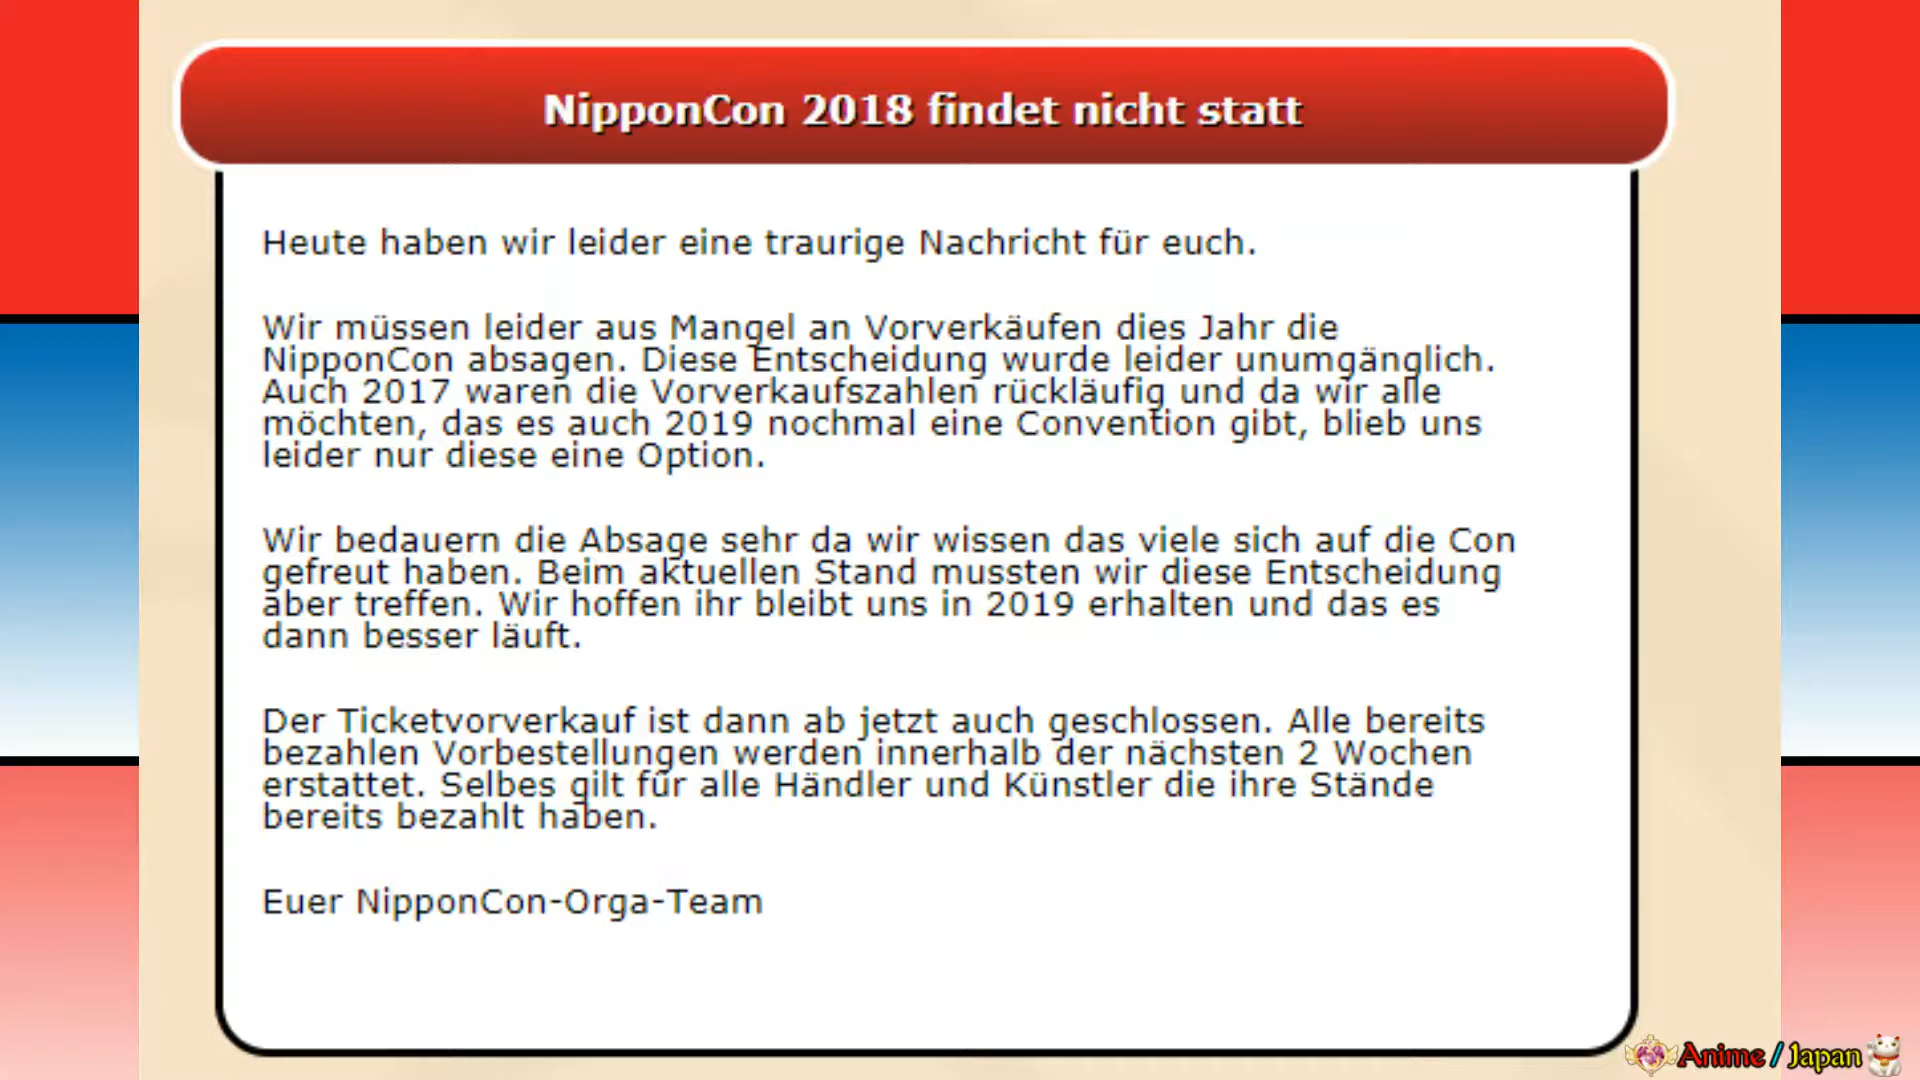 NipponCon 2018 findet nicht statt
Heute haben wir leider eine traurige Nachricht für euch.
Wir müssen leider aus Mangel an Vorverkäufen dies Jahr die
NipponCon absagen. Diese Entscheidung wurde leider unumgänglich.
Auch 2017 waren die Vorverkaufszahlen rückläufig und da wir alle
möchten, das es auch 2019 nochmal eine Convention gibt, blieb uns
leider nur diese eine Option.
Wir bedauern die Absage sehr da wir wissen das viele sich auf die Con
gefreut haben. Beim aktuellen Stand mussten wir diese Entscheidung
aber treffen. Wir hoffen ihr bleibt uns in 2019 erhalten und das es
dann besser läuft.
Der Ticketvorverkauf ist dann ab jetzt auch geschlossen. Alle bereits
bezahlen Vorbestellungen werden innerhalb der nächsten 2 Wochen
erstattet. Selbes gilt für alle Händler und Künstler die ihre Stände
bereits bezahlt haben.
Euer NipponCon-Orga-Team
Anime / Japan